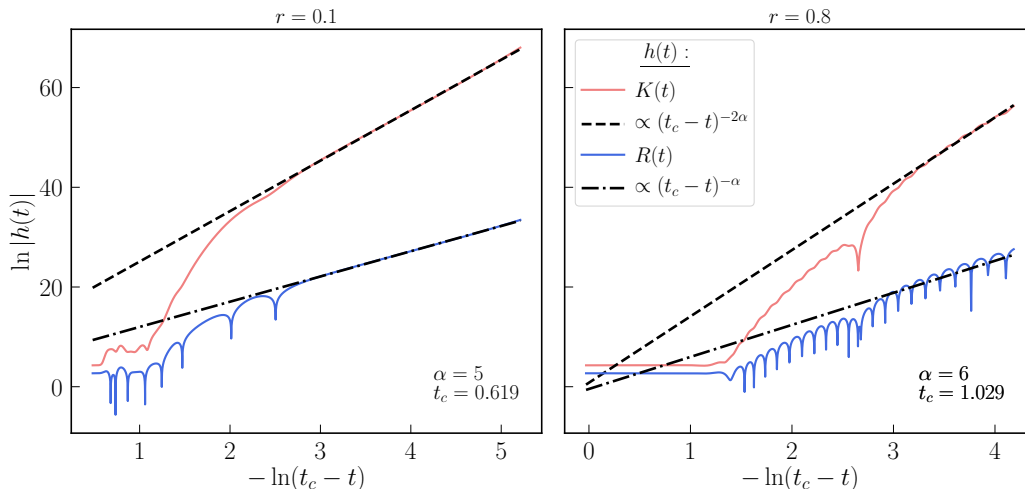 r = 0.1
r = 0.8
ln |h(t)|
60
40
20
0
1
2
3
4
5
− ln(t_c − t)
α = 5
t_c = 0.619
h(t) :
K(t)
∝ (t_c − t)^{−2α}
R(t)
∝ (t_c − t)^{−α}
α = 6
t_c = 1.029
0
1
2
3
4
− ln(t_c − t)